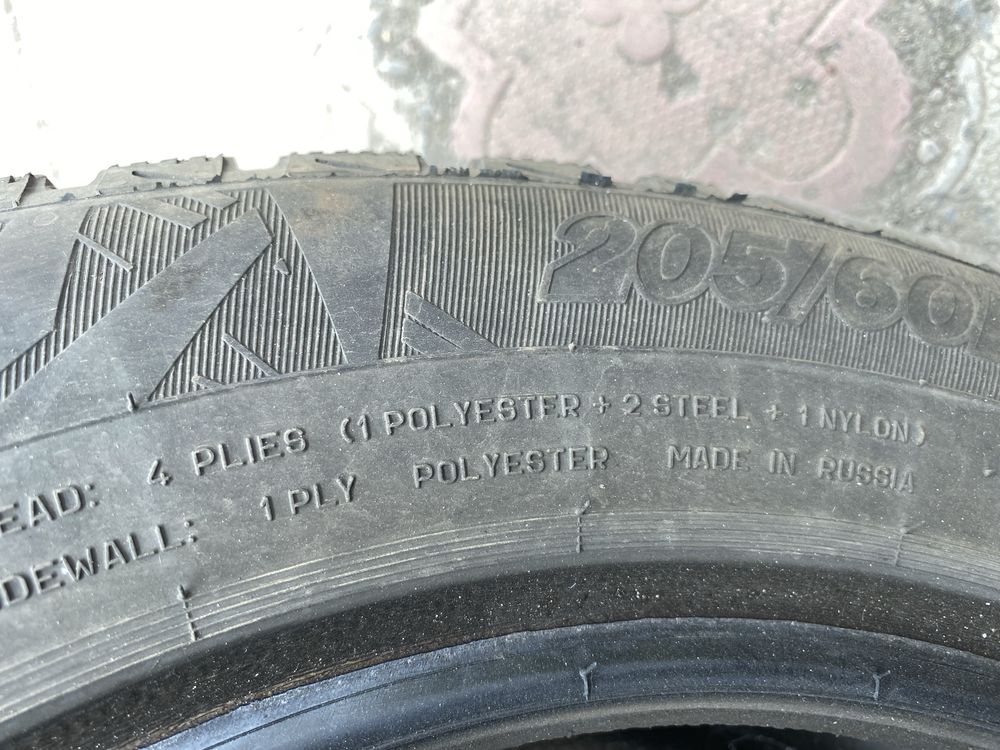 205/60
EAD: 4 PLIES (1 POLYESTER + 2 STEEL + 1 NYLON)
DEWALL: 1 PLY POLYESTER MADE IN RUSSIA